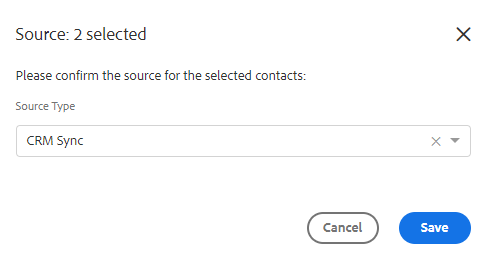 Source: 2 selected
Please confirm the source for the selected contacts:
Source Type
CRM Sync
Cancel
Save